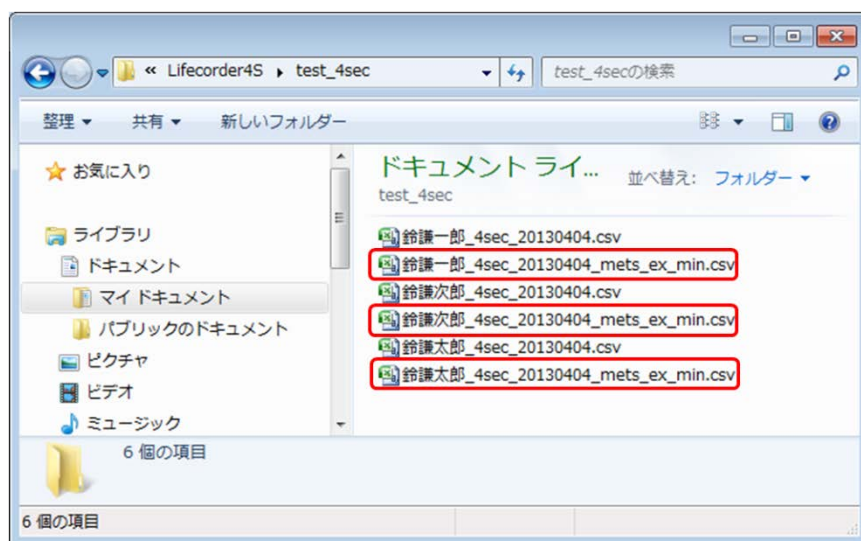 « Lifecorder4S ▸ test_4sec
test_4secの検索
整理 ▼ 共有 ▼ 新しいフォルダー
お気に入り
ライブラリ
ドキュメント
マイ ドキュメント
パブリックのドキュメント
ピクチャ
ビデオ
ミュージック
ドキュメント ライ...
test_4sec
並べ替え: フォルダー ▼
鈴謙一郎_4sec_20130404.csv
鈴謙一郎_4sec_20130404_mets_ex_min.csv
鈴謙次郎_4sec_20130404.csv
鈴謙次郎_4sec_20130404_mets_ex_min.csv
鈴謙太郎_4sec_20130404.csv
鈴謙太郎_4sec_20130404_mets_ex_min.csv
6 個の項目
6 個の項目